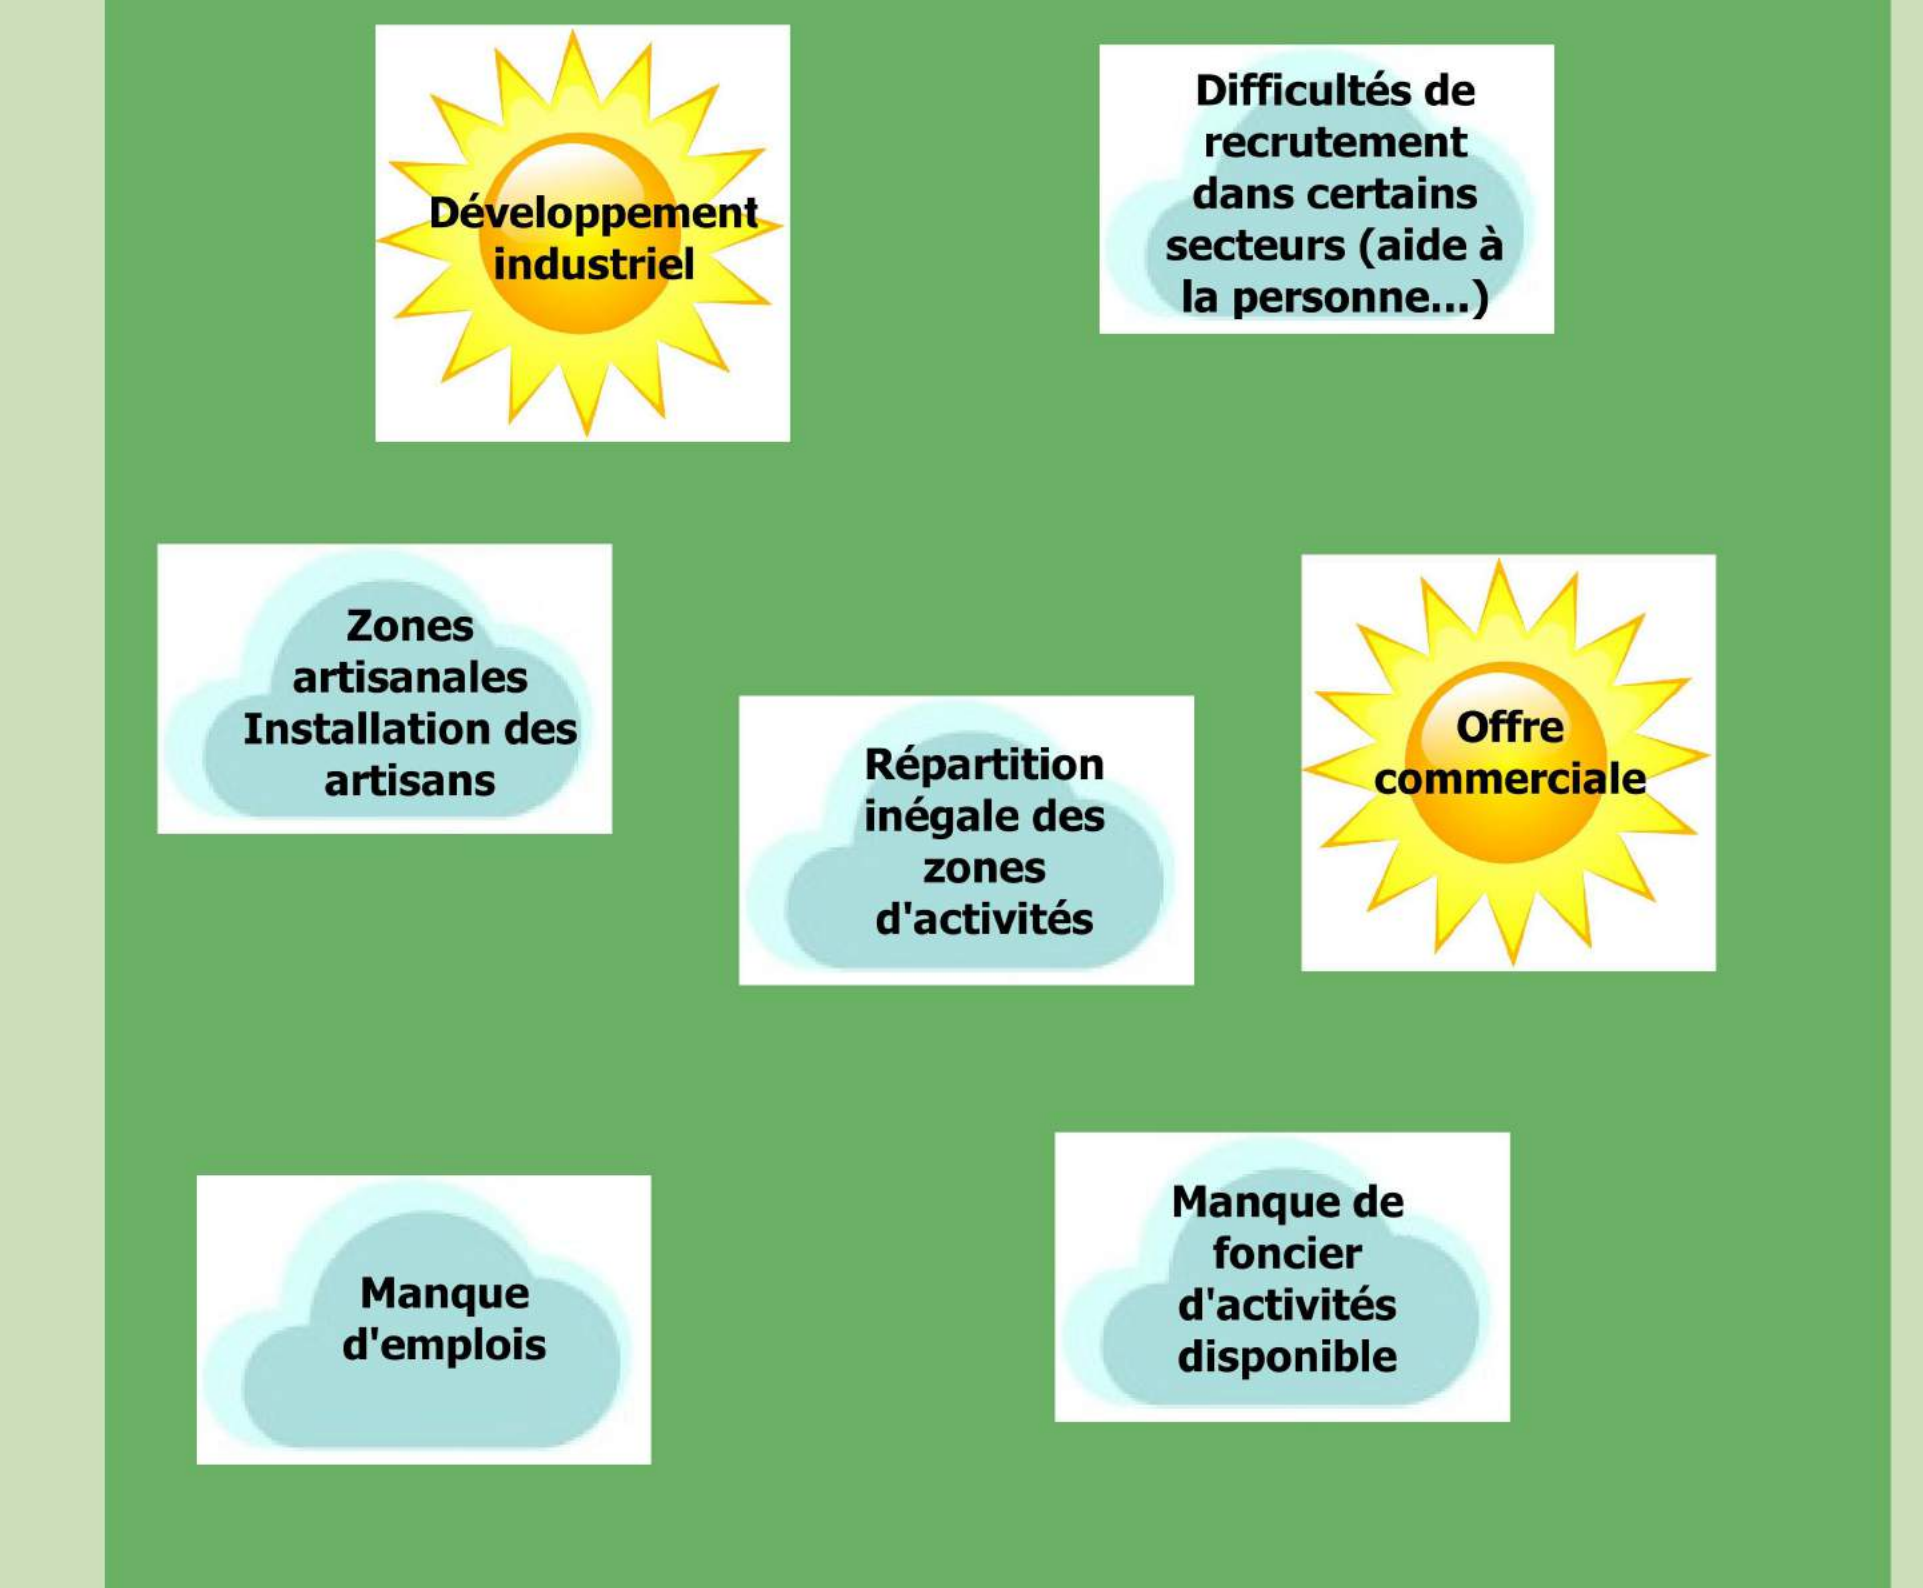 Développement
industriel
Difficultés de
recrutement
dans certains
secteurs (aide à
la personne...)
Zones
artisanales
Installation des
artisans
Répartition
inégale des
zones
d'activités
Offre
commerciale
Manque
d'emplois
Manque de
foncier
d'activités
disponible